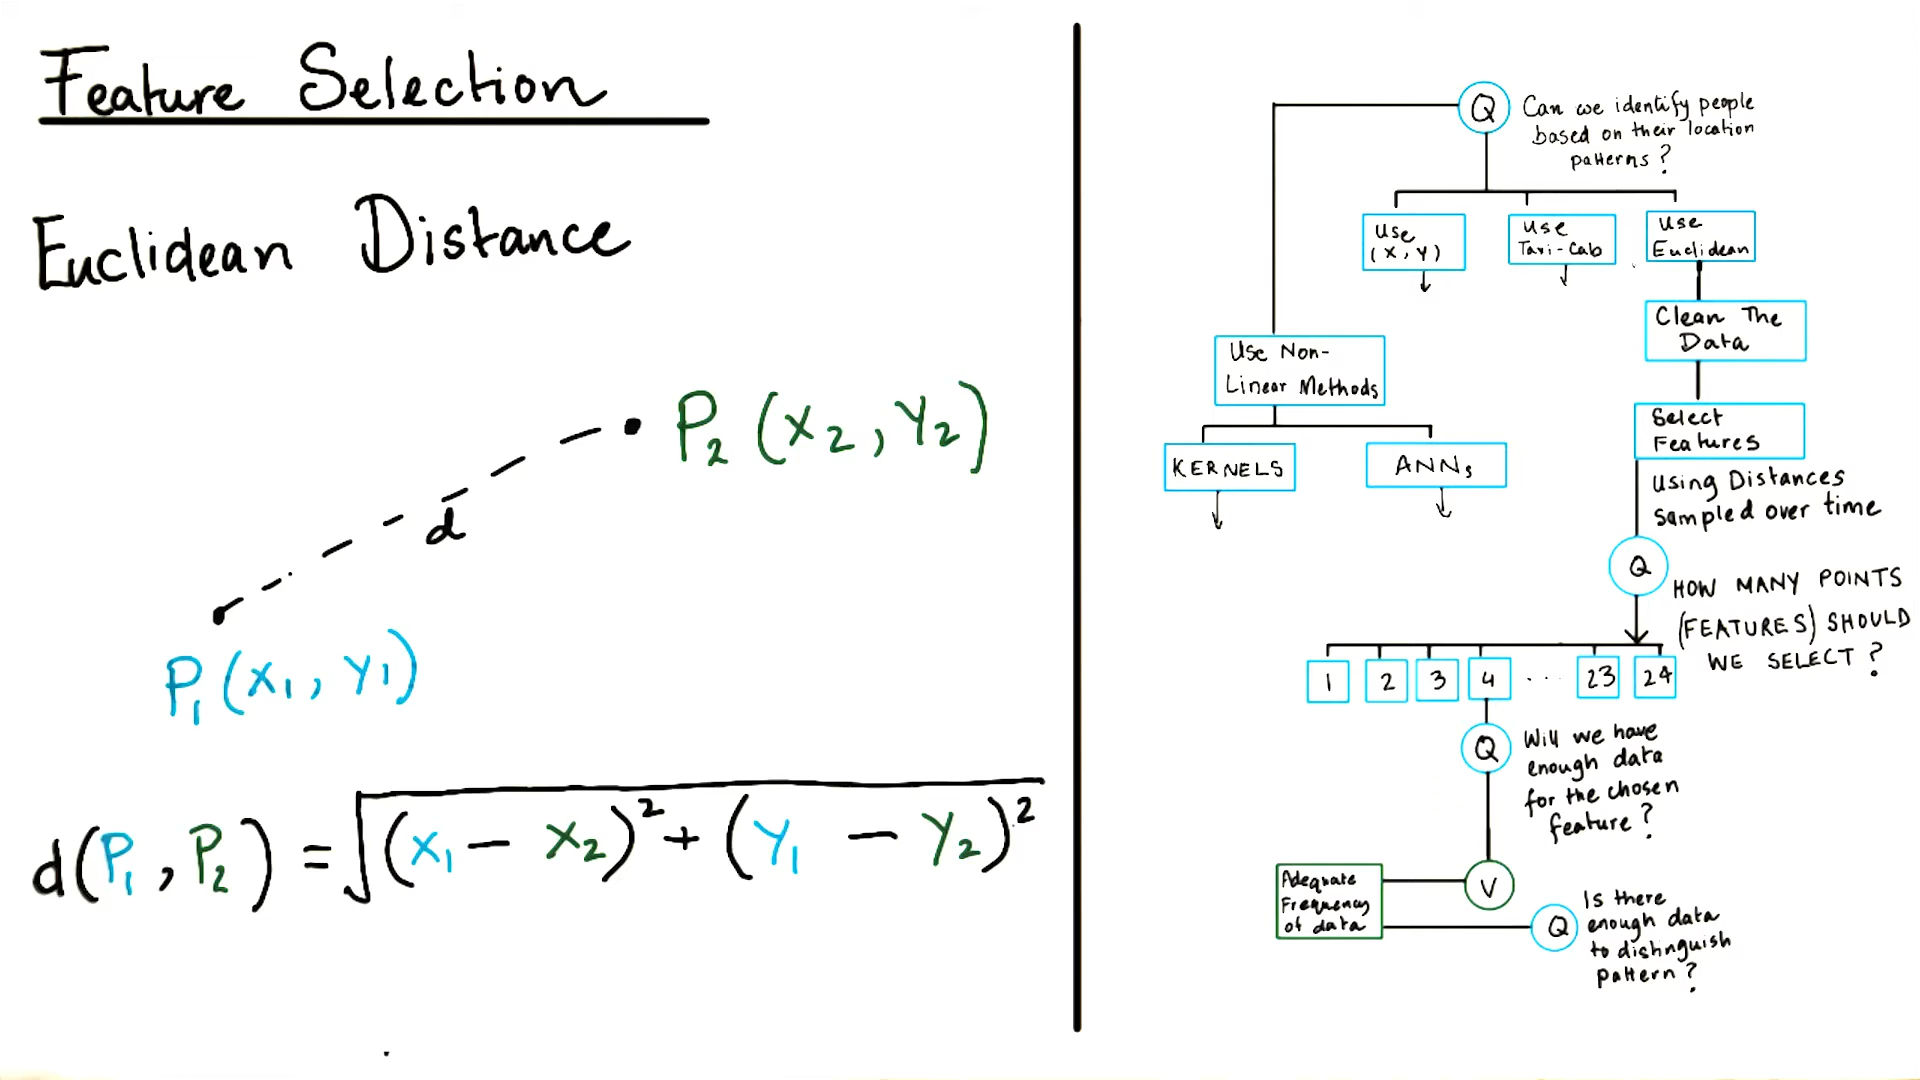 Feature Selection
Euclidean Distance
P2 (X2, Y2)
d
P1 (X1, Y1)
d(P1, P2) = √(X1 - X2)² + (Y1 - Y2)²
Q
Can we identify people
based on their location
patterns?
Use
(X, Y)
Use
Taxi-Cab
Use
Euclidean
Clean The
Data
Use Non-
Linear Methods
Select
Features
KERNELS
ANNs
Using Distances
Sampled over time
Q
HOW MANY POINTS
(FEATURES) SHOULD
WE SELECT?
1 2 3 4 ... 23 24
Q
Will we have
enough data
for the chosen
feature?
V
Adequate
Frequency
of data
Q
Is there
enough data
to distinguish
pattern?